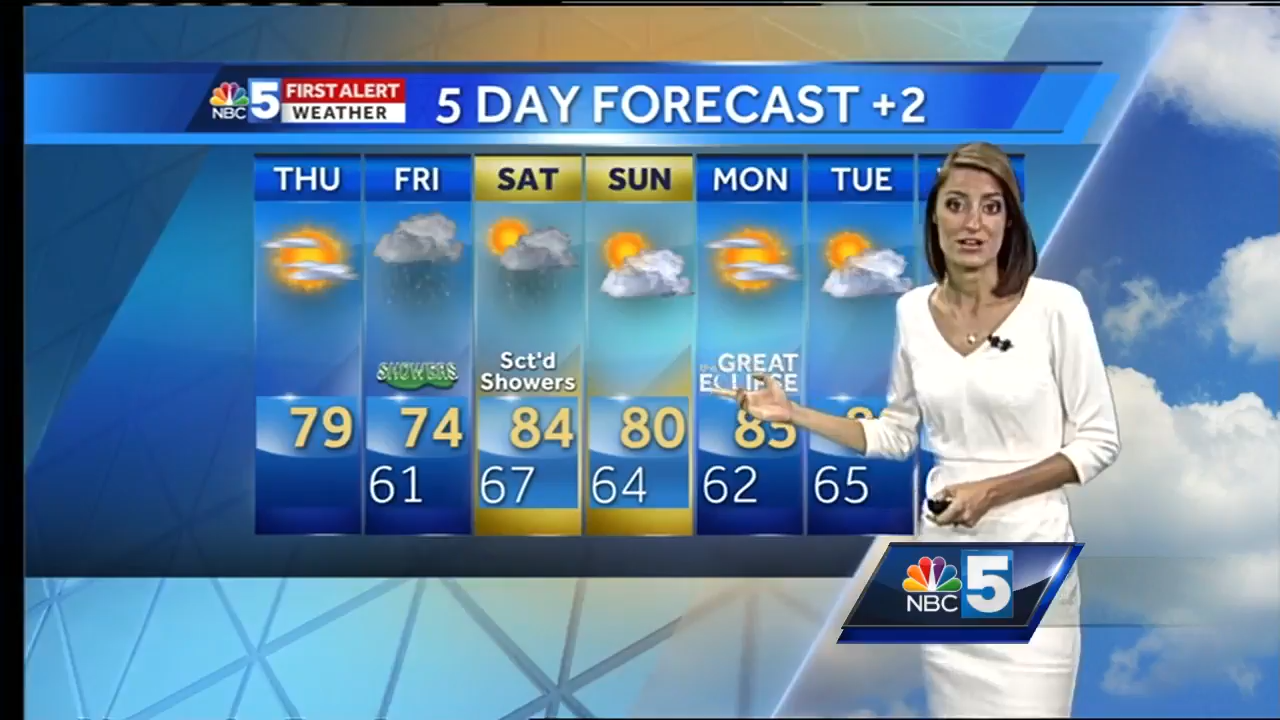 NBC 5 FIRST ALERT WEATHER
5 DAY FORECAST +2
THU FRI SAT SUN MON TUE
SHOWERS
Sct'd
Showers
the GREAT
ECLIPSE
79 74 84 80 85
61 67 64 62 65
NBC 5